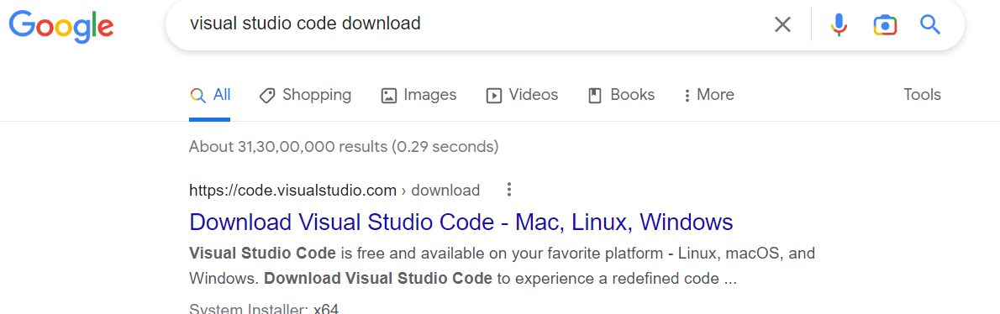 Google
visual studio code download
All Shopping Images Videos Books More Tools
About 31,30,00,000 results (0.29 seconds)
https://code.visualstudio.com › download
Download Visual Studio Code - Mac, Linux, Windows
Visual Studio Code is free and available on your favorite platform - Linux, macOS, and
Windows. Download Visual Studio Code to experience a redefined code ...
System Installer: x64